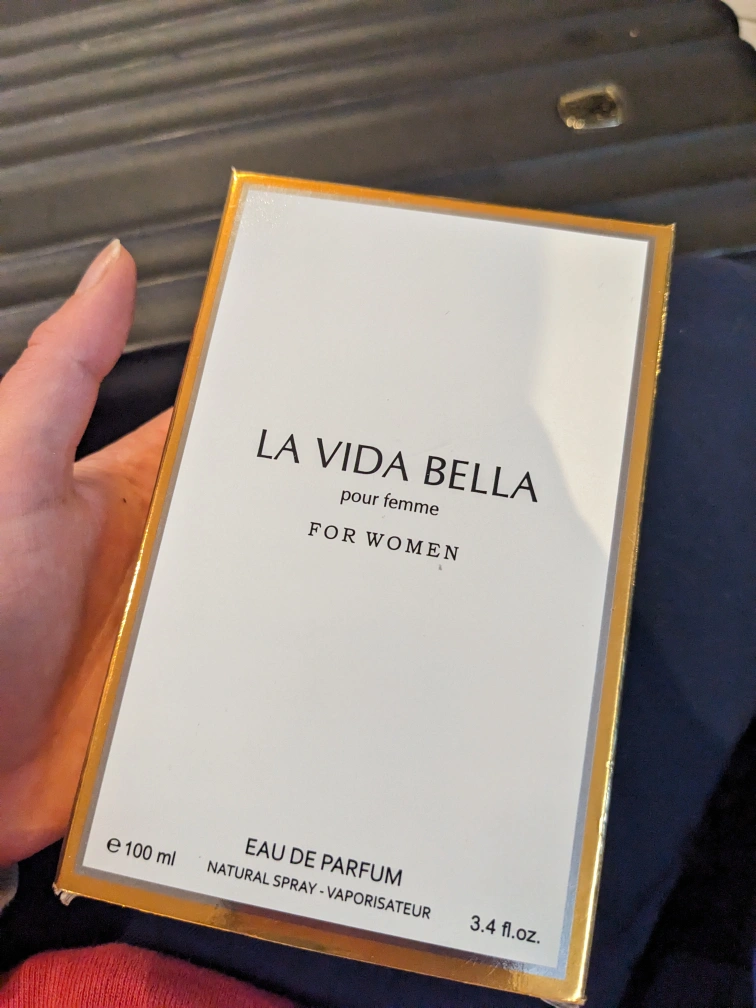 LA VIDA BELLA
pour femme
FOR WOMEN
EAU DE PARFUM
NATURAL SPRAY - VAPORISATEUR
℮ 100 ml
3.4 fl.oz.